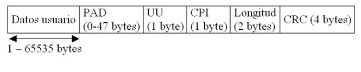 Datos usuario PAD (0-47 bytes) UU (1 byte) CPI (1 byte) Longitud (2 bytes) CRC (4 bytes)
1 – 65535 bytes